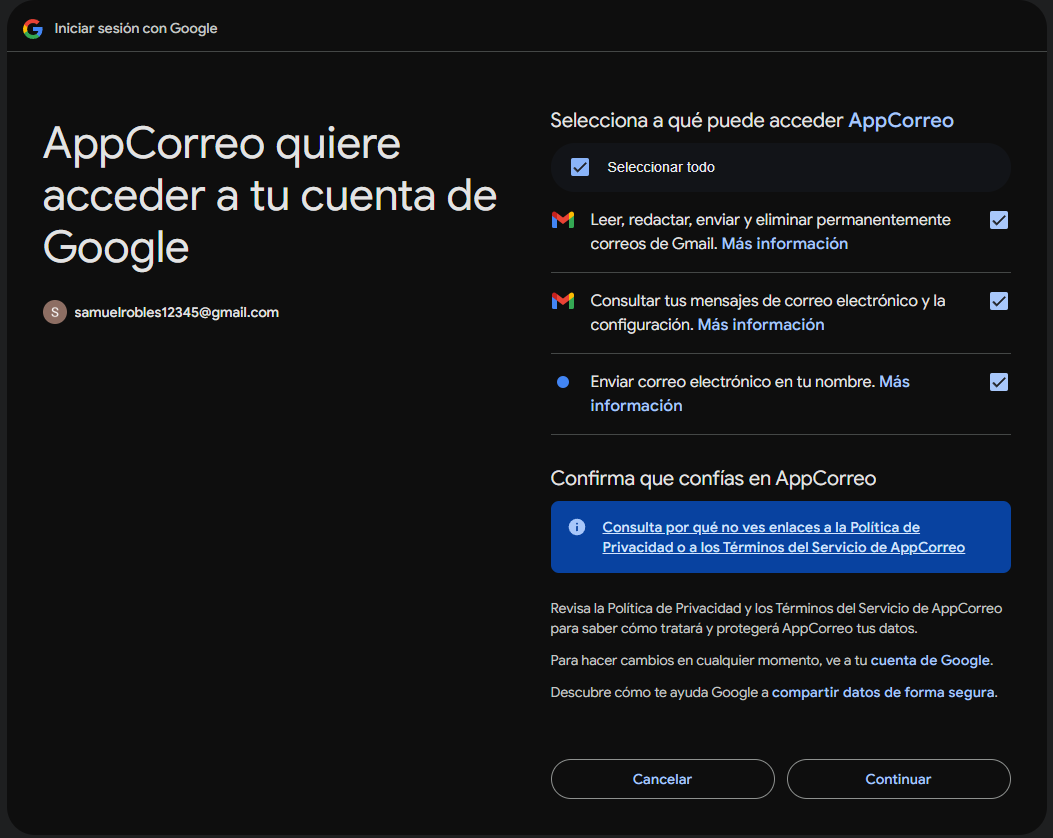 Iniciar sesión con Google
AppCorreo quiere
acceder a tu cuenta de
Google
S samuelrobles12345@gmail.com
Selecciona a qué puede acceder AppCorreo
Seleccionar todo
Leer, redactar, enviar y eliminar permanentemente
correos de Gmail. Más información
Consultar tus mensajes de correo electrónico y la
configuración. Más información
Enviar correo electrónico en tu nombre. Más
información
Confirma que confías en AppCorreo
Consulta por qué no ves enlaces a la Política de
Privacidad o a los Términos del Servicio de AppCorreo
Revisa la Política de Privacidad y los Términos del Servicio de AppCorreo
para saber cómo tratará y protegerá AppCorreo tus datos.
Para hacer cambios en cualquier momento, ve a tu cuenta de Google.
Descubre cómo te ayuda Google a compartir datos de forma segura.
Cancelar
Continuar